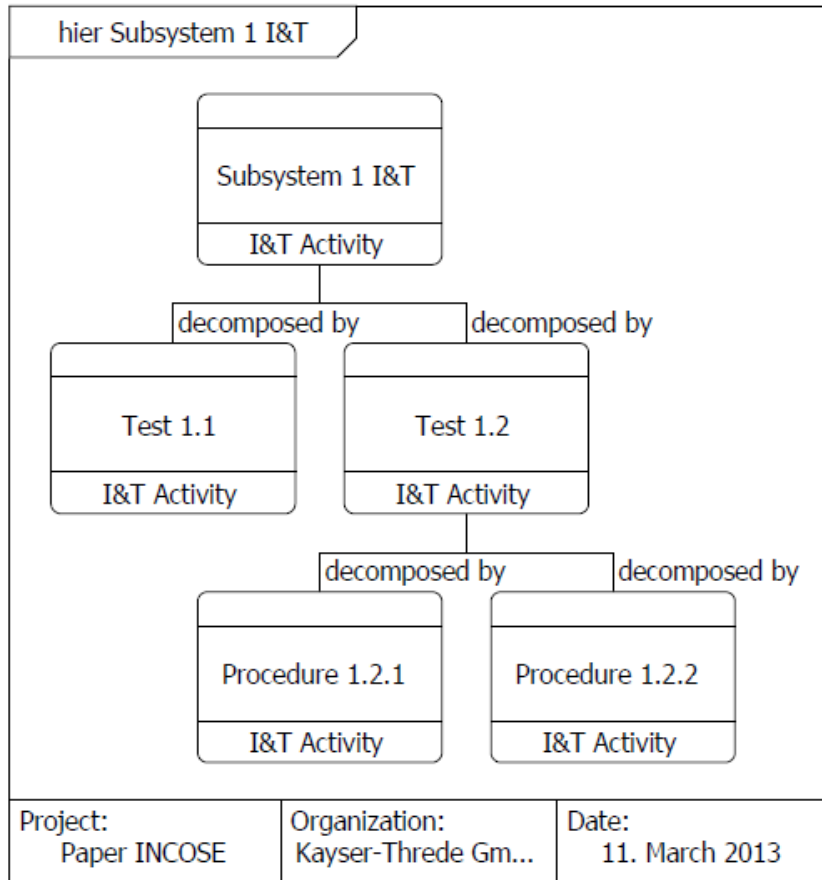 hier Subsystem 1 I&T
Subsystem 1 I&T
I&T Activity
decomposed by
decomposed by
Test 1.1
Test 1.2
I&T Activity
I&T Activity
decomposed by
decomposed by
Procedure 1.2.1
Procedure 1.2.2
I&T Activity
I&T Activity
Project:
Organization:
Date:
Paper INCOSE
Kayser-Threde Gm...
11. March 2013